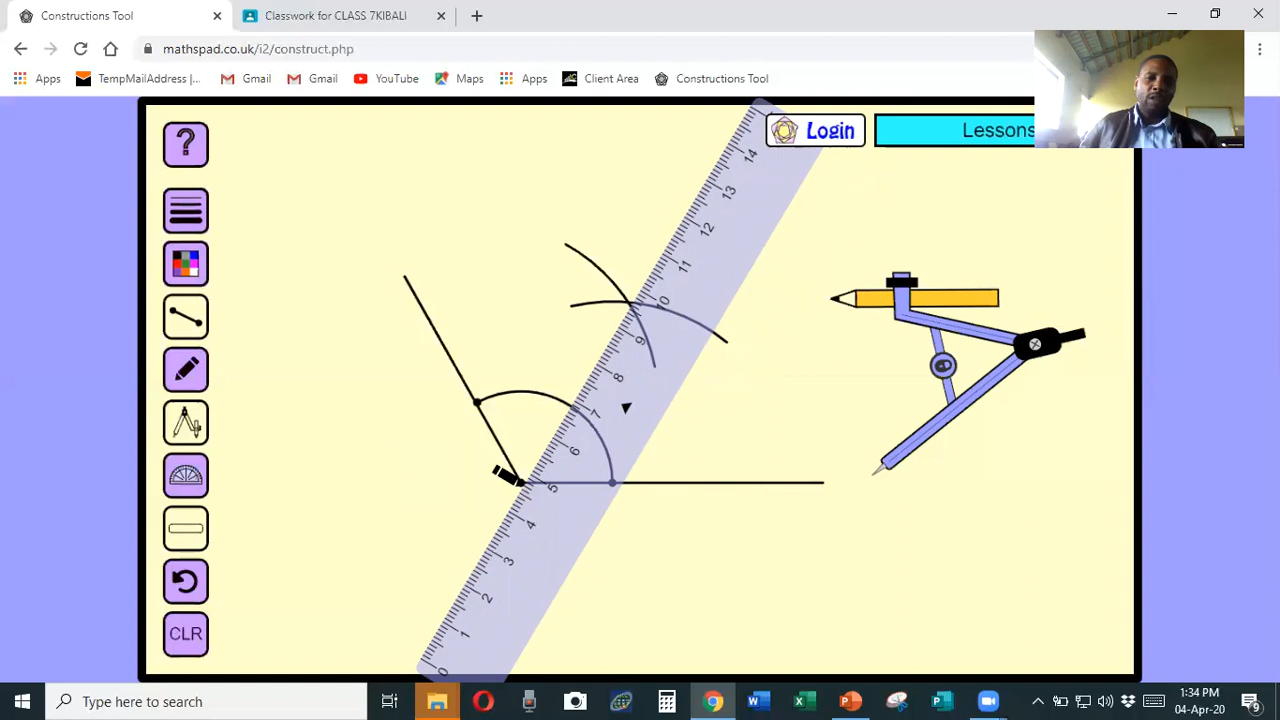 Constructions Tool
Classwork for CLASS 7KIBALI
mathspad.co.uk/i2/construct.php
Apps
TempMailAddress |...
Gmail
Gmail
YouTube
Maps
Apps
Client Area
Constructions Tool
?
Login
Lessons
14
13
12
11
10
9
8
7
6
5
4
3
2
1
0
CLR
Type here to search
W
X
P
P
1:34 PM
04-Apr-20
9